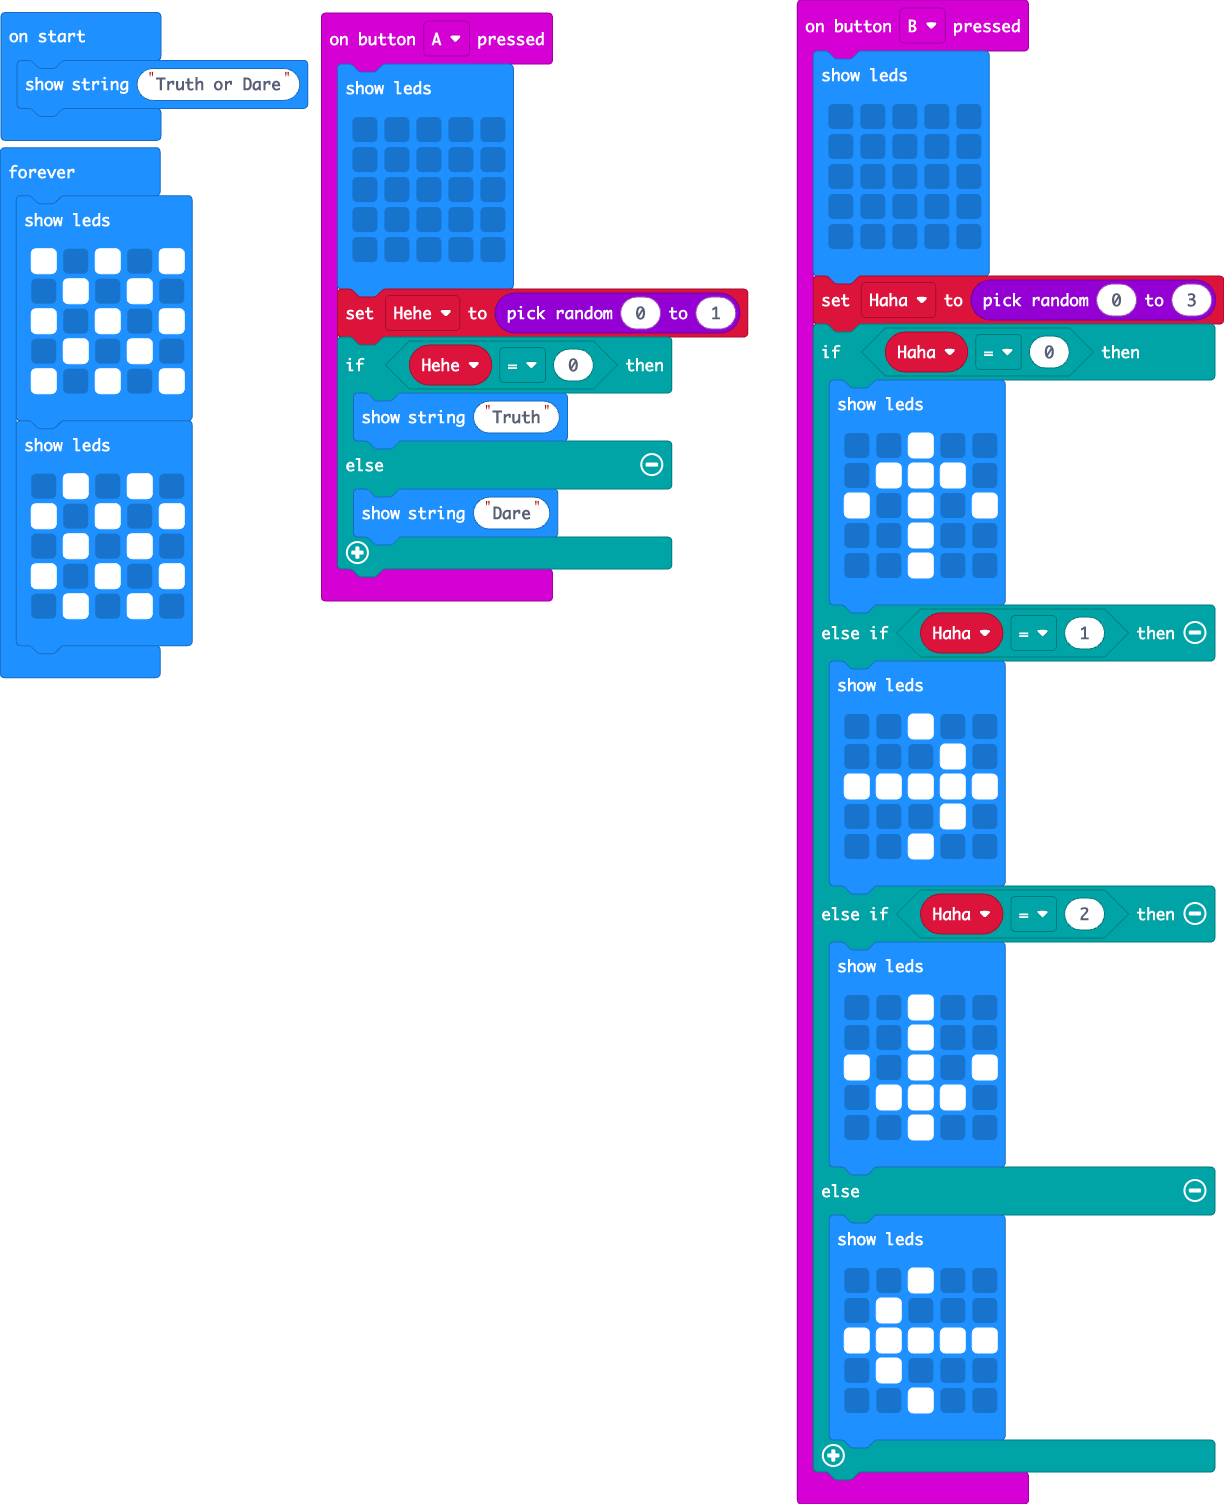 on start
show string "Truth or Dare"
forever
show leds
show leds
on button A pressed
show leds
set Hehe to pick random 0 to 1
if Hehe = 0 then
show string "Truth"
else
show string "Dare"
on button B pressed
show leds
set Haha to pick random 0 to 3
if Haha = 0 then
show leds
else if Haha = 1 then
show leds
else if Haha = 2 then
show leds
else
show leds